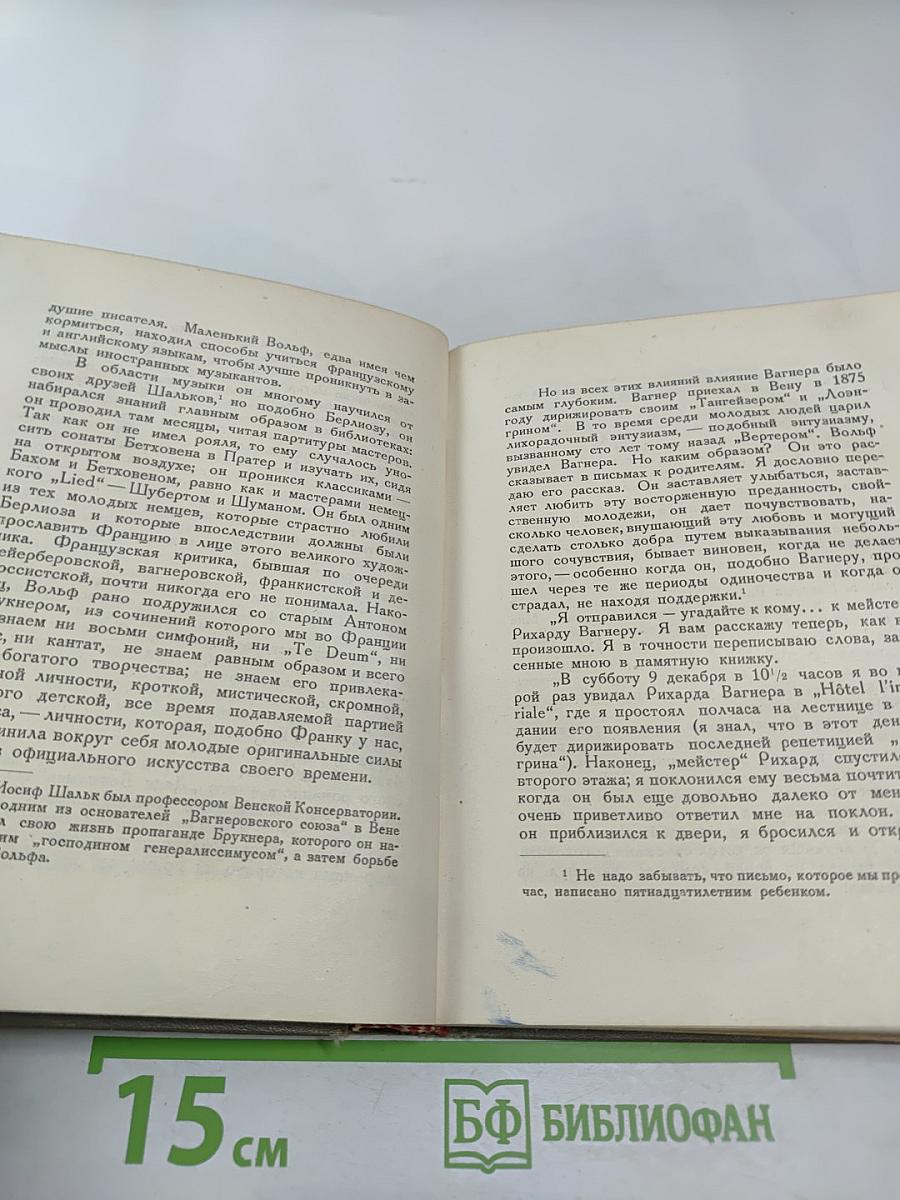 душие писателя. Маленький Вольф, едва имея чем
кормиться, находил способы учиться французскому
и английскому языкам, чтобы лучше проникнуть в за-
мыслы иностранных музыкантов.
В области музыки он многому научился от
своих друзей Шальков,¹ но подобно Берлиозу, он
набирался знаний главным образом в библиотеках:
он проводил там месяцы, читая партитуры мастеров.
Так как он не имел рояля, то ему случалось уно-
сить сонаты Бетховена в Пратер и изучать их, сидя
на открытом воздухе; он проникся классиками —
Бахом и Бетховеном, равно как и мастерами немец-
кого „Lied“ — Шубертом и Шуманом. Он был одним
из тех молодых немцев, которые страстно любили
Берлиоза и которые впоследствии должны были
прославить Францию в лице этого великого худож-
ника. Французская критика, бывшая по очереди
мейерберовской, вагнеровской, франкистской и де-
бюссистской, почти никогда его не понимала. Нако-
ц, Вольф рано подружился со старым Антоном
укнером, из сочинений которого мы во Франции
знаем ни восьми симфоний, ни „Te Deum“, ни
с, ни кантат, не знаем равным образом и всего
богатого творчества; не знаем его привлека-
ной личности, кроткой, мистической, скромной,
ого детской, все время подавляемой партией
са, — личности, которая, подобно Франку у нас,
инила вокруг себя молодые оригинальные силы
в официального искусства своего времени.
Иосиф Шальк был профессором Венской Консерватории.
одним из основателей „Вагнеровского союза“ в Вене
л свою жизнь пропаганде Брукнера, которого он на-
им „господином генералиссимусом“, а затем борьбе
Вольфа.
Но из всех этих влияний влияние Вагнера было
самым глубоким. Вагнер приехал в Вену в 1875
году дирижировать своим „Тангейзером“ и „Лоэн-
грином“. В то время среди молодых людей царил
лихорадочный энтузиазм, — подобный энтузиазму,
вызванному сто лет тому назад „Вертером“. Вольф
увидел Вагнера. Но каким образом? Он это рас-
сказывает в письмах к родителям. Я дословно пере-
даю его рассказ. Он заставляет улыбаться, застав-
ляет любить эту восторженную преданность, свой-
ственную молодежи, он дает почувствовать, на-
сколько человек, внушающий эту любовь и могущий
сделать столько добра путем выказывания неболь-
шого сочувствия, бывает виновен, когда не делает
этого, — особенно когда он, подобно Вагнеру, про
шел через те же периоды одиночества и когда о
страдал, не находя поддержки.¹
„Я отправился — угадайте к кому... к мейсте
Рихарду Вагнеру. Я вам расскажу теперь, как в
произошло. Я в точности переписываю слова, за
сенные мною в памятную книжку.
„В субботу 9 декабря в 10¹/₂ часов я во в
рой раз увидал Рихарда Вагнера в „Hôtel l'im
riale“, где я простоял полчаса на лестнице в
дании его появления (я знал, что в этот ден
будет дирижировать последней репетицией „
грина“). Наконец, „мейстер“ Рихард спустил
второго этажа; я поклонился ему весьма почтит
когда он был еще довольно далеко от мен
очень приветливо ответил мне на поклон.
он приблизился к двери, я бросился и откр
¹ Не надо забывать, что письмо, которое мы пр
час, написано пятнадцатилетним ребенком.
15 см
БФ БИБЛИОФАН